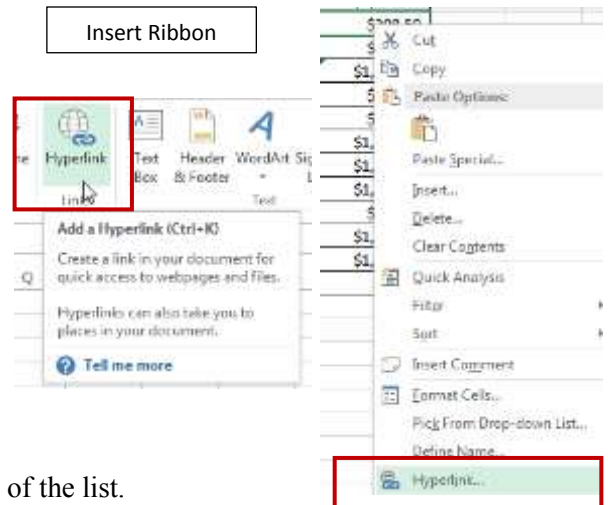 Insert Ribbon
Hyperlink
Text
Box
Header
& Footer
WordArt
Links
Text
Add a Hyperlink (Ctrl+K)
Create a link in your document for
quick access to webpages and files.
Hyperlinks can also take you to
places in your document.
Tell me more
Q
of the list.
Cut
Copy
Paste Options:
Paste Special...
Insert...
Delete...
Clear Contents
Quick Analysis
Filter
Sort
Insert Comment
Format Cells...
Pick From Drop-down List...
Define Name...
Hyperlink...